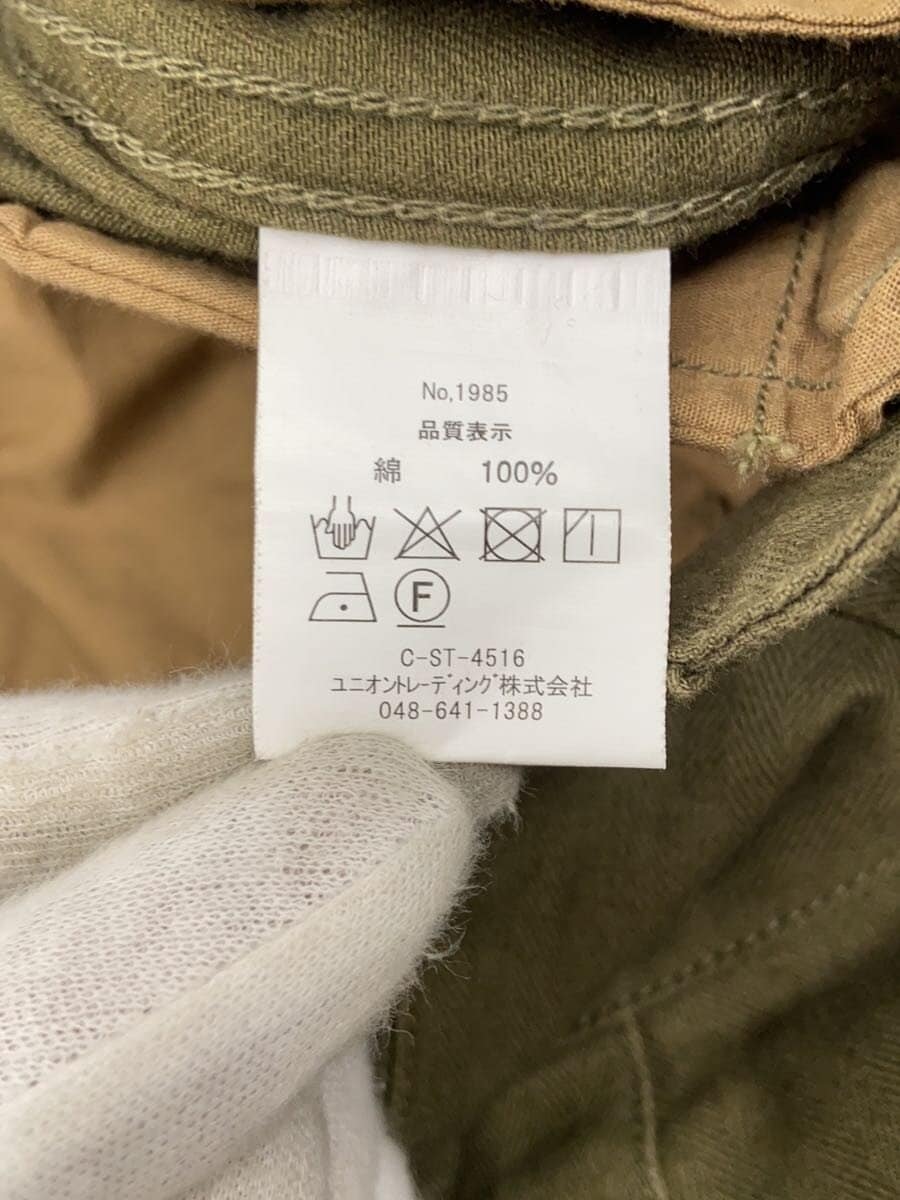 No,1985
品質表示
綿 100%
F
C-ST-4516
ユニオントレーディング株式会社
048-641-1388